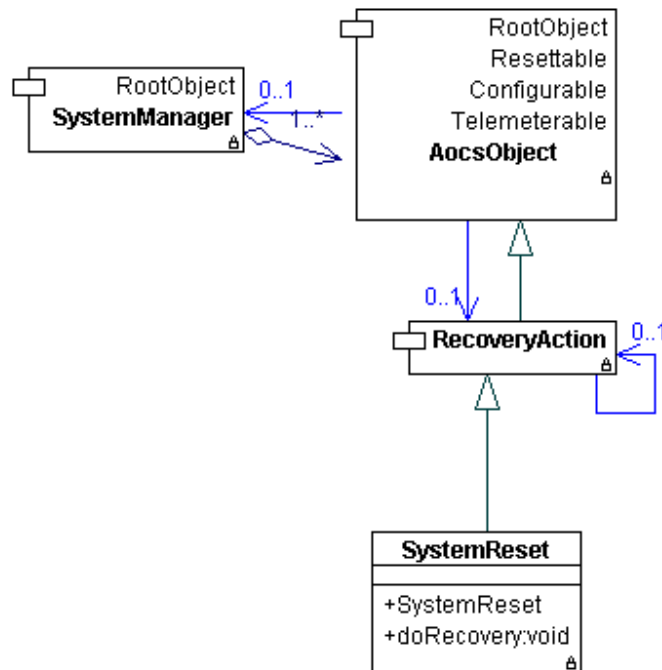 RootObject
Resettable
Configurable
Telemeterable
AocsObject
RootObject
SystemManager
0..1
1..*
0..1
RecoveryAction
0..1
SystemReset
+SystemReset
+doRecovery:void